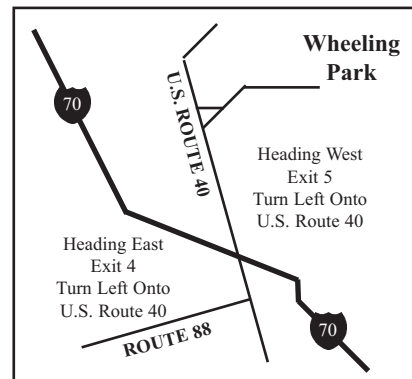 Wheeling
Park
70
U.S. ROUTE 40
Heading West
Exit 5
Turn Left Onto
U.S. Route 40
Heading East
Exit 4
Turn Left Onto
U.S. Route 40
ROUTE 88
70